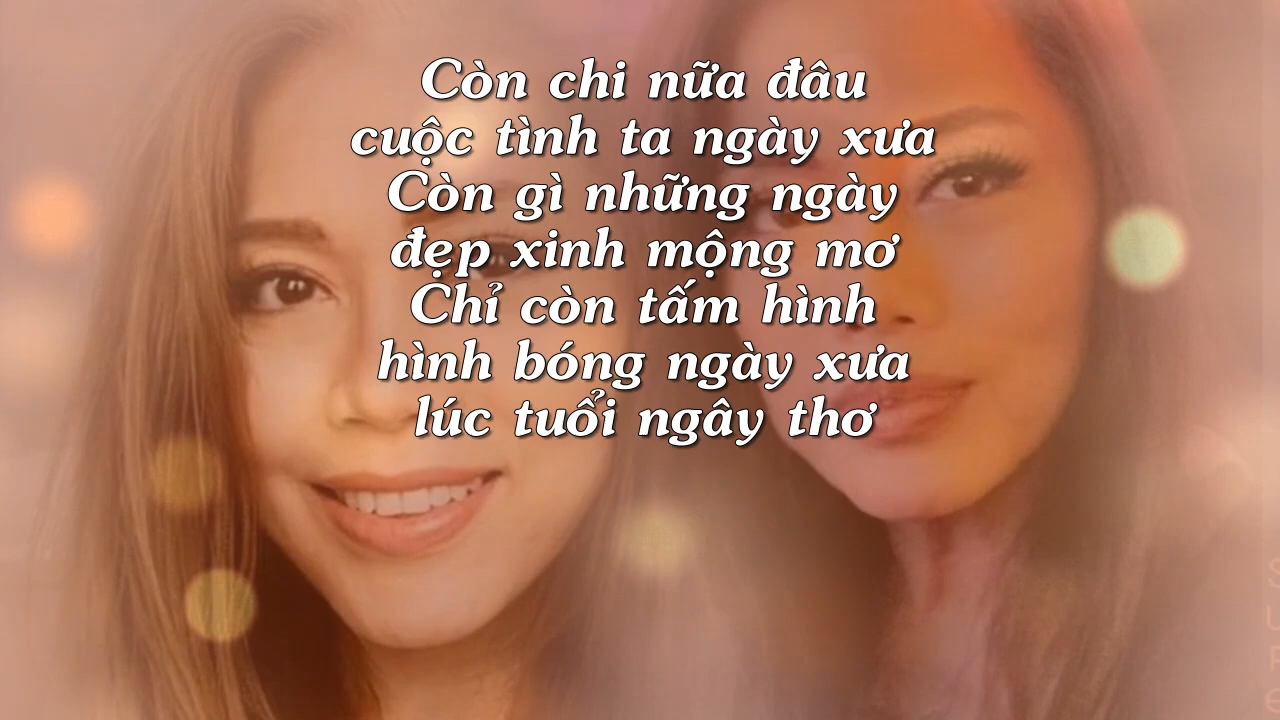 Còn chi nữa đâu
cuộc tình ta ngày xưa
Còn gì những ngày
đẹp xinh mộng mơ
Chỉ còn tấm hình
hình bóng ngày xưa
lúc tuổi ngây thơ